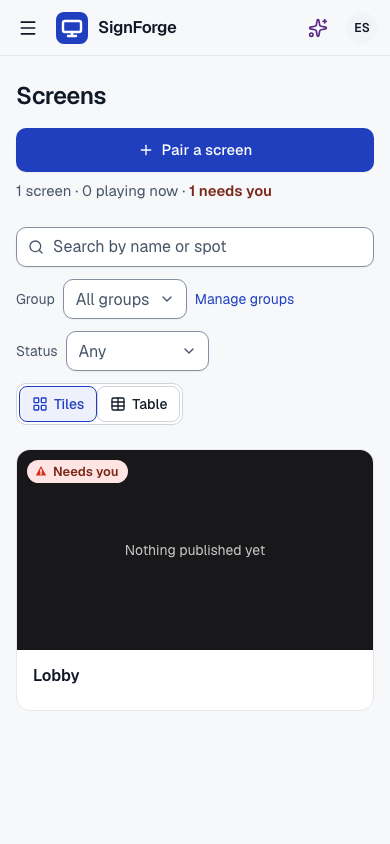 SignForge
ES
Screens
Pair a screen
1 screen · 0 playing now · 1 needs you
Search by name or spot
Group All groups Manage groups
Status Any
Tiles Table
Needs you
Nothing published yet
Lobby